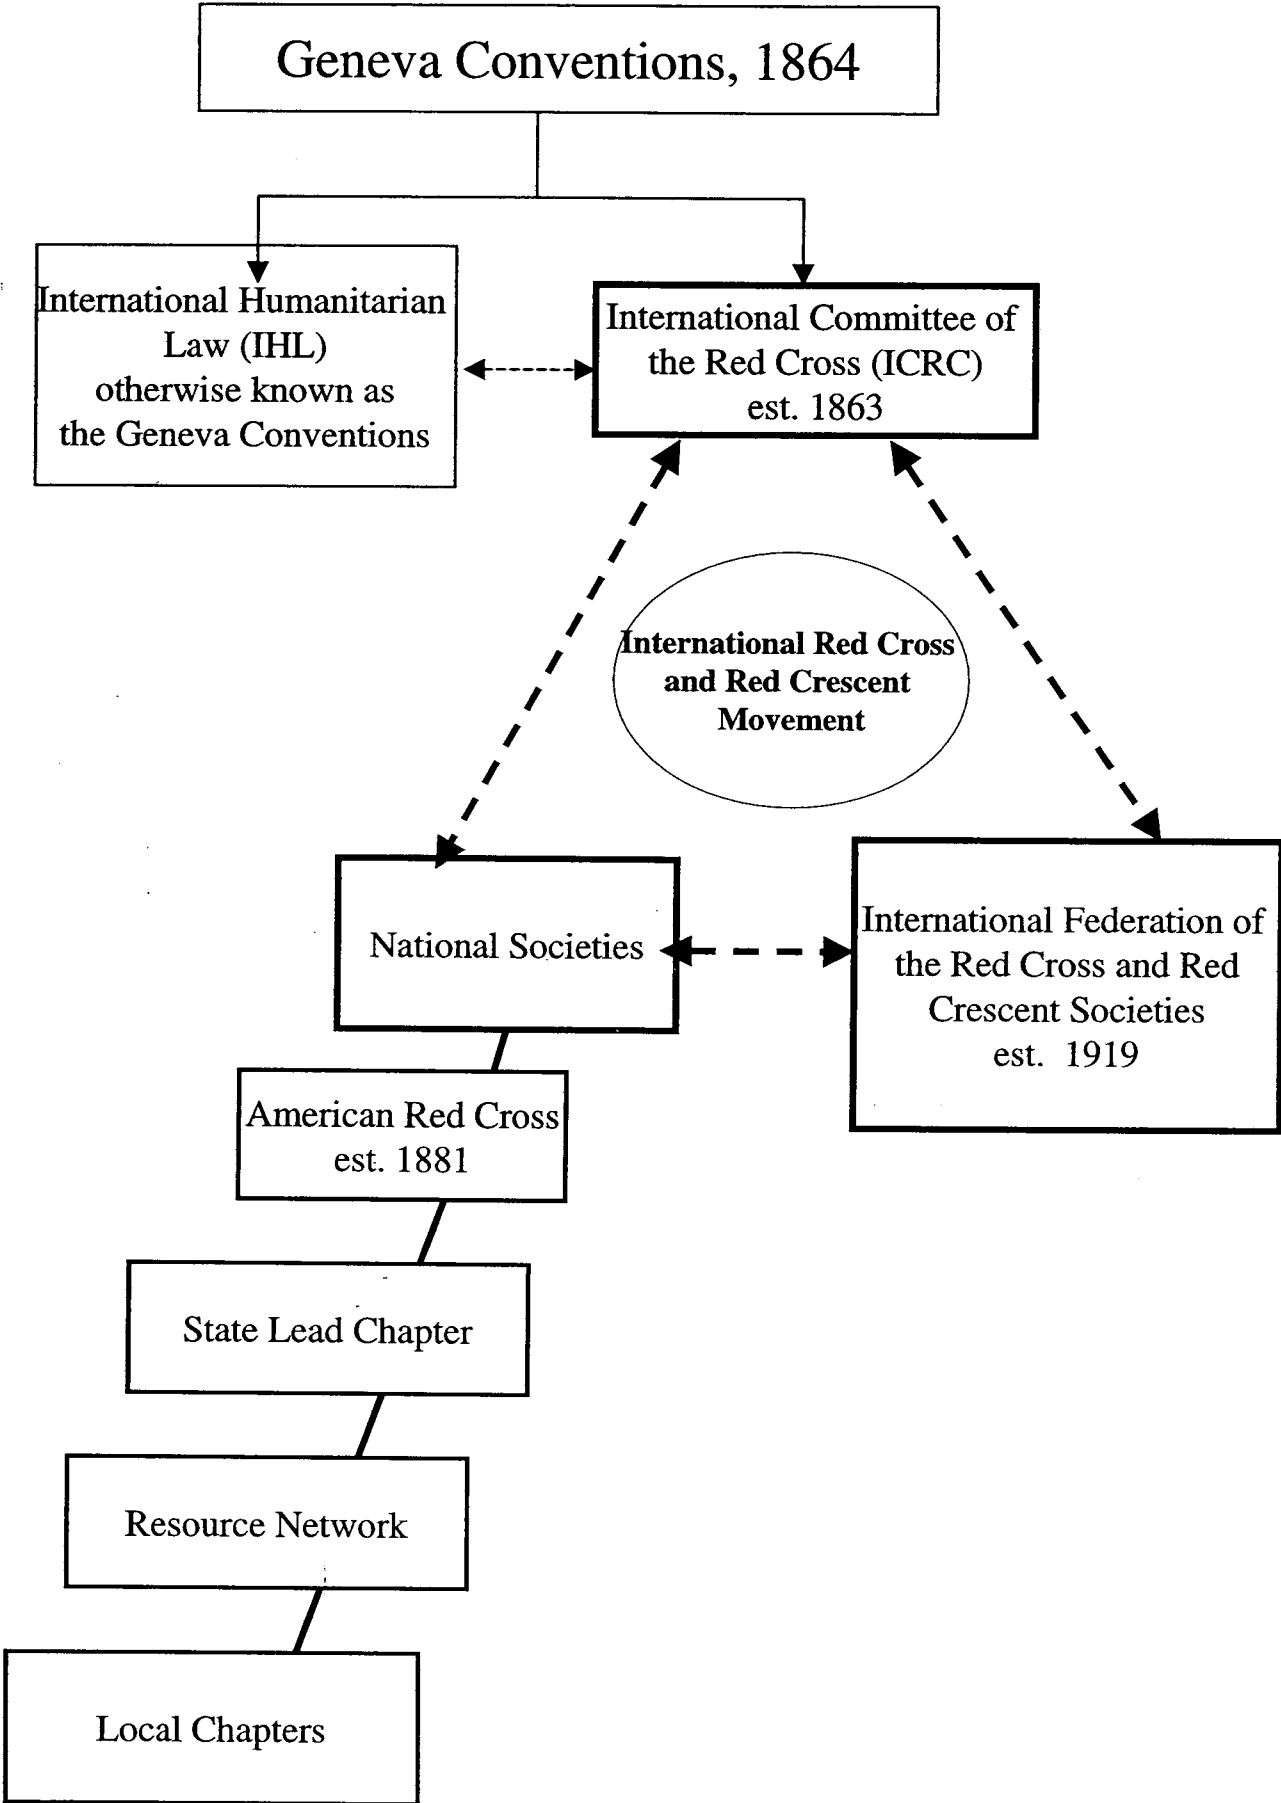 Geneva Conventions, 1864
International Humanitarian
Law (IHL)
otherwise known as
the Geneva Conventions
International Committee of
the Red Cross (ICRC)
est. 1863
International Red Cross
and Red Crescent
Movement
National Societies
International Federation of
the Red Cross and Red
Crescent Societies
est. 1919
American Red Cross
est. 1881
State Lead Chapter
Resource Network
Local Chapters